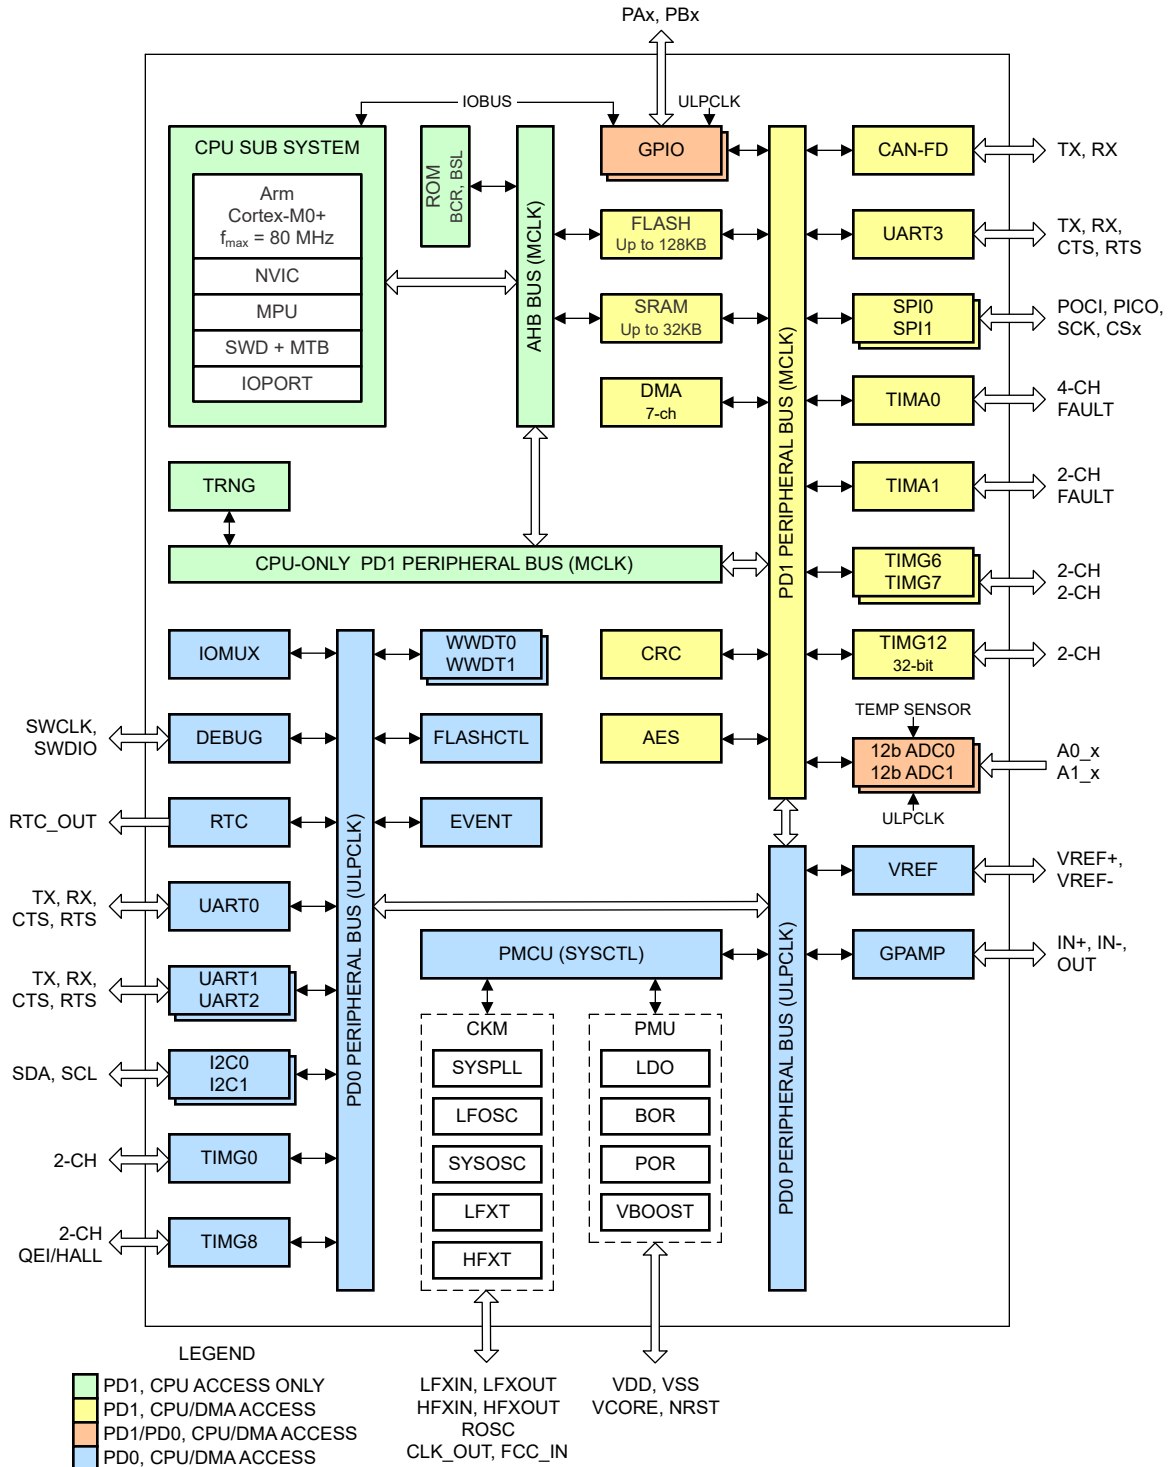 PAx, PBx
IOBUS
ULPCLK
CPU SUB SYSTEM
Arm
Cortex-M0+
fmax = 80 MHz
NVIC
MPU
SWD + MTB
IOPORT
ROM
BCR, BSL
AHB BUS (MCLK)
GPIO
FLASH
Up to 128KB
SRAM
Up to 32KB
DMA
7-ch
PD1 PERIPHERAL BUS (MCLK)
CAN-FD
TX, RX
UART3
TX, RX,
CTS, RTS
SPI0
SPI1
POCI, PICO,
SCK, CSx
TIMA0
4-CH
FAULT
TIMA1
2-CH
FAULT
TRNG
CPU-ONLY PD1 PERIPHERAL BUS (MCLK)
TIMG6
TIMG7
2-CH
2-CH
TIMG12
32-bit
2-CH
CRC
AES
TEMP SENSOR
12b ADC0
12b ADC1
A0_x
A1_x
ULPCLK
IOMUX
WWDT0
WWDT1
SWCLK,
SWDIO
DEBUG
FLASHCTL
RTC_OUT
RTC
EVENT
PD0 PERIPHERAL BUS (ULPCLK)
TX, RX,
CTS, RTS
UART0
TX, RX,
CTS, RTS
UART1
UART2
SDA, SCL
I2C0
I2C1
2-CH
TIMG0
2-CH
QEI/HALL
TIMG8
VREF
VREF+,
VREF-
PMCU (SYSCTL)
PD0 PERIPHERAL BUS (ULPCLK)
GPAMP
IN+, IN-,
OUT
CKM
SYSPLL
LFOSC
SYSOSC
LFXT
HFXT
PMU
LDO
BOR
POR
VBOOST
LFXIN, LFXOUT
HFXIN, HFXOUT
ROSC
CLK_OUT, FCC_IN
VDD, VSS
VCORE, NRST
LEGEND
PD1, CPU ACCESS ONLY
PD1, CPU/DMA ACCESS
PD1/PD0, CPU/DMA ACCESS
PD0, CPU/DMA ACCESS